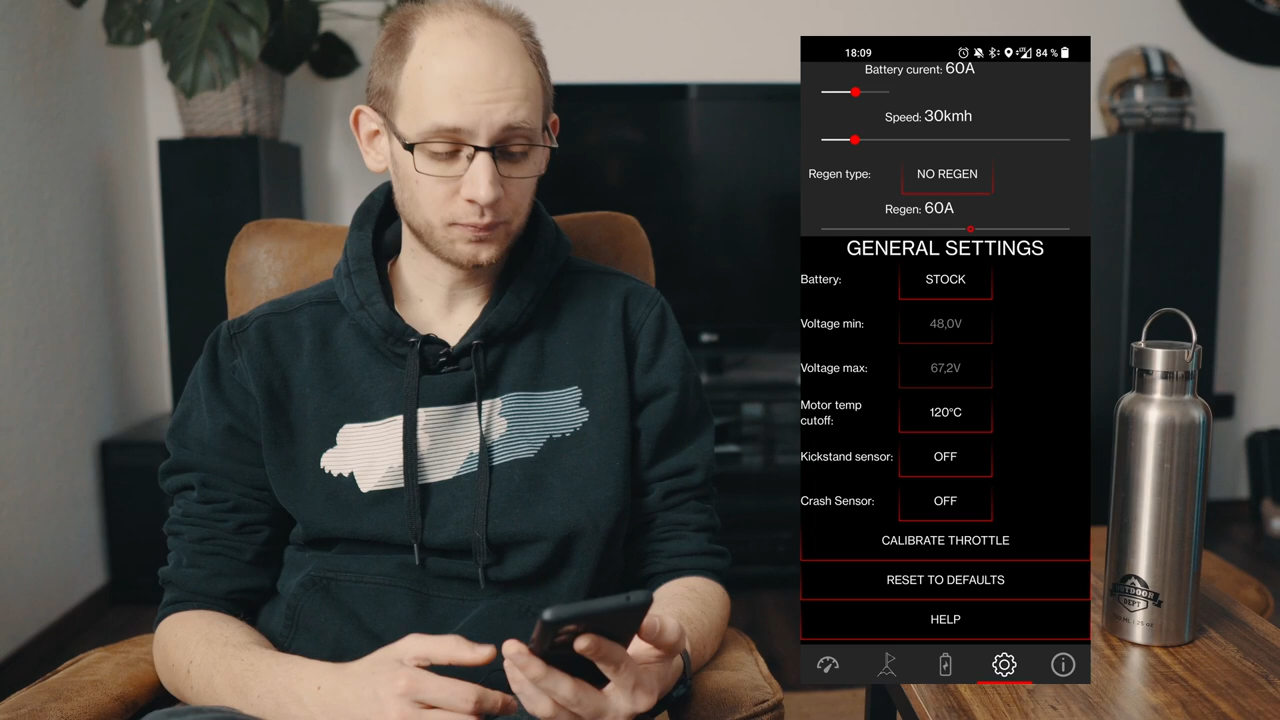 18:09
84 %
Battery curent: 60A
Speed: 30kmh
Regen type: NO REGEN
Regen: 60A
GENERAL SETTINGS
Battery: STOCK
Voltage min: 48,0V
Voltage max: 67,2V
Motor temp
cutoff: 120°C
Kickstand sensor: OFF
Crash Sensor: OFF
CALIBRATE THROTTLE
RESET TO DEFAULTS
HELP
DEPT